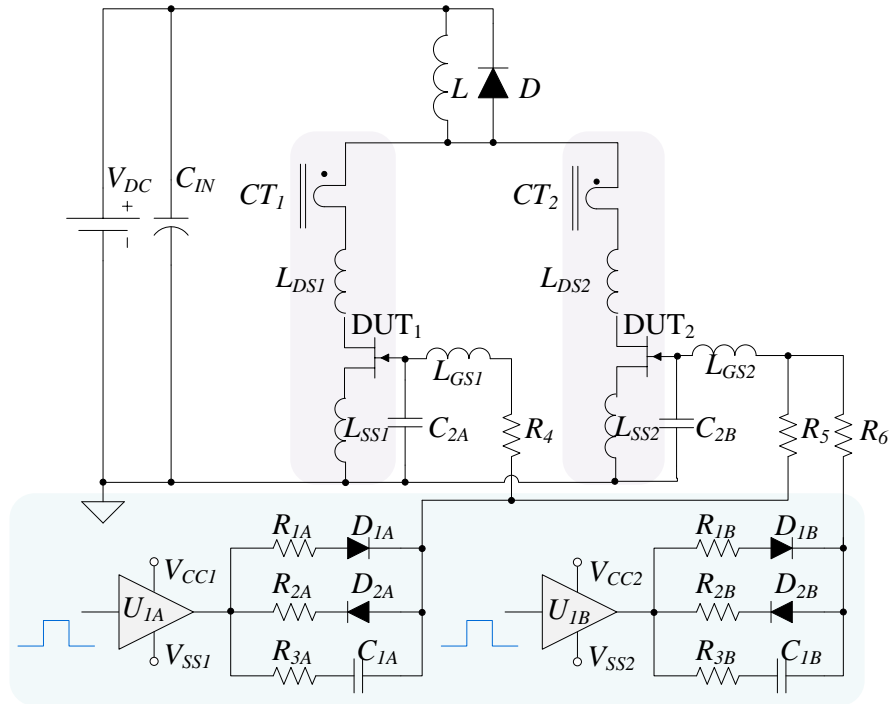 L D
V_DC + C_IN
−
CT_1 CT_2
L_DS1 L_DS2
DUT_1 DUT_2
L_GS1 L_GS2
L_SS1 C_2A R_4 L_SS2 C_2B R_5 R_6
R_1A D_1A R_1B D_1B
V_CC1 R_2A D_2A V_CC2 R_2B D_2B
U_1A U_1B
V_SS1 R_3A C_1A V_SS2 R_3B C_1B